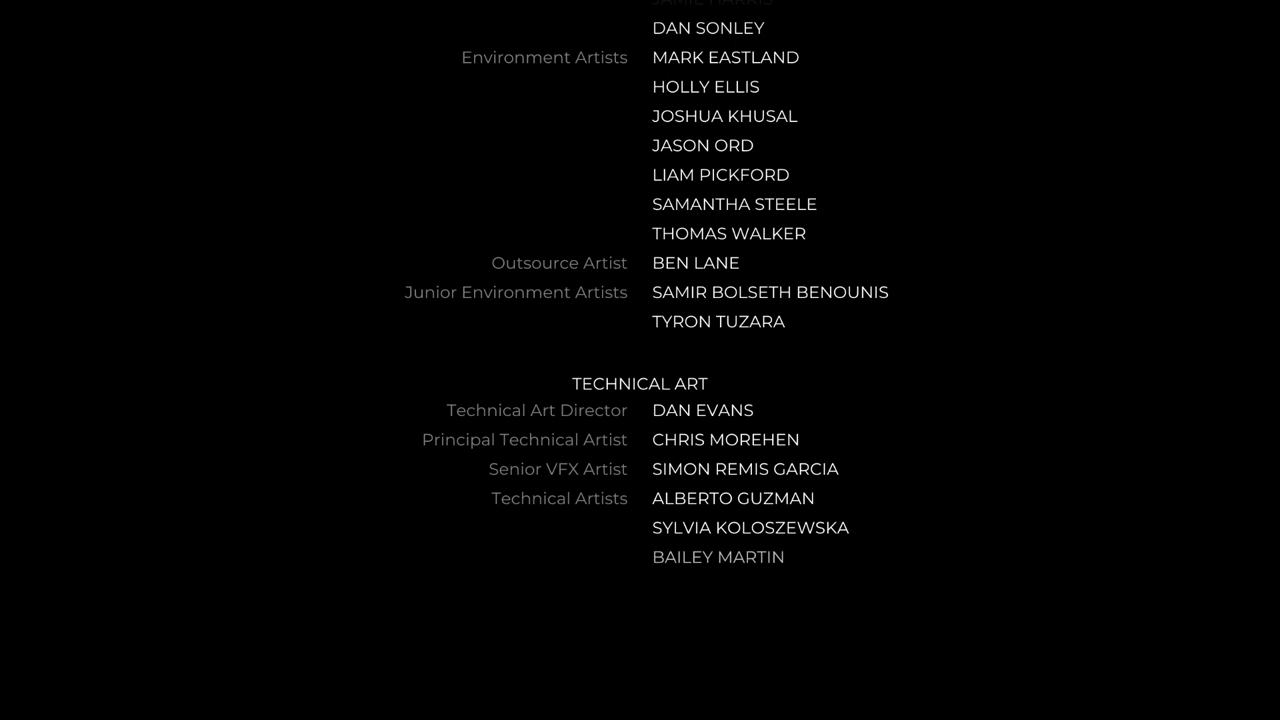 JAMIE HARRIS
DAN SONLEY
Environment Artists MARK EASTLAND
HOLLY ELLIS
JOSHUA KHUSAL
JASON ORD
LIAM PICKFORD
SAMANTHA STEELE
THOMAS WALKER
Outsource Artist BEN LANE
Junior Environment Artists SAMIR BOLSETH BENOUNIS
TYRON TUZARA
TECHNICAL ART
Technical Art Director DAN EVANS
Principal Technical Artist CHRIS MOREHEN
Senior VFX Artist SIMON REMIS GARCIA
Technical Artists ALBERTO GUZMAN
SYLVIA KOLOSZEWSKA
BAILEY MARTIN